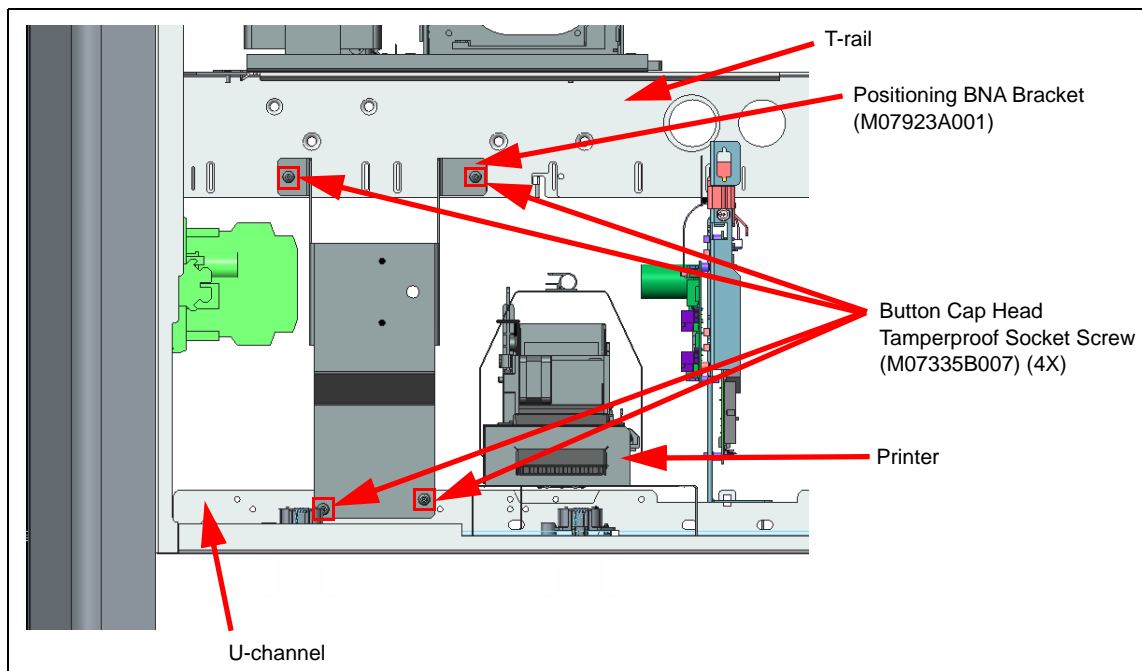 T-rail
Positioning BNA Bracket
(M07923A001)
Button Cap Head
Tamperproof Socket Screw
(M07335B007) (4X)
Printer
U-channel